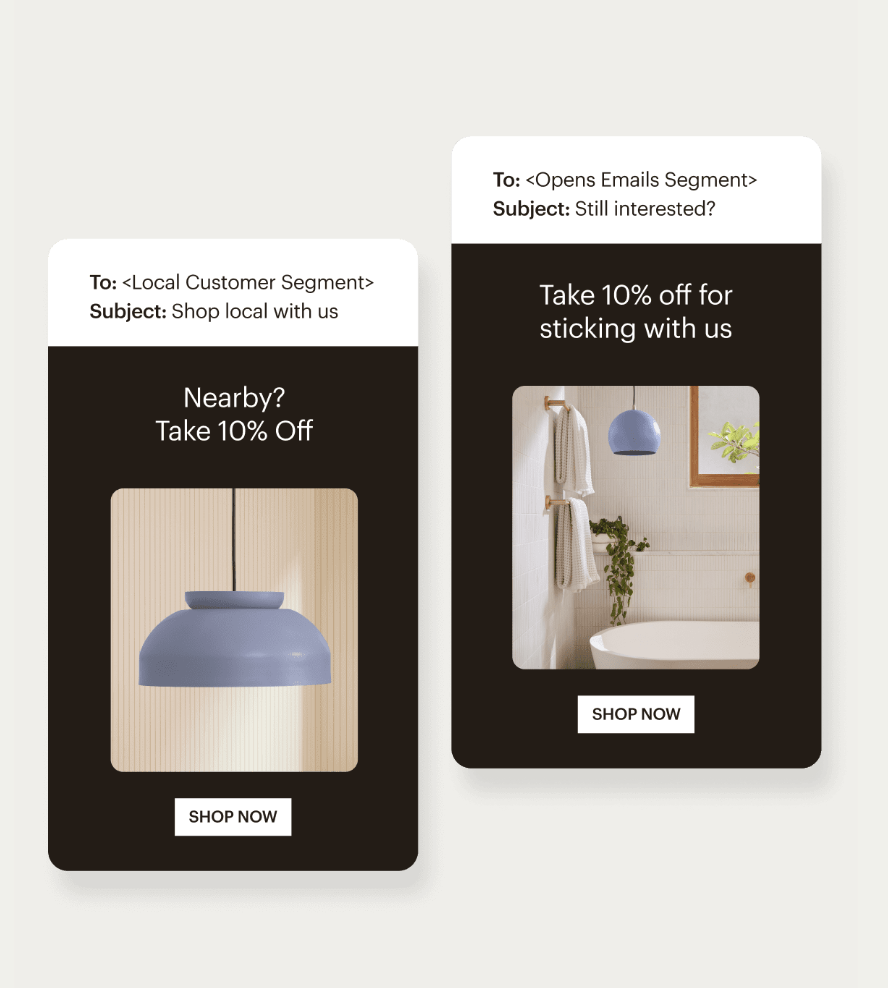 To: <Local Customer Segment>
Subject: Shop local with us
Nearby?
Take 10% Off
SHOP NOW
To: <Opens Emails Segment>
Subject: Still interested?
Take 10% off for
sticking with us
SHOP NOW